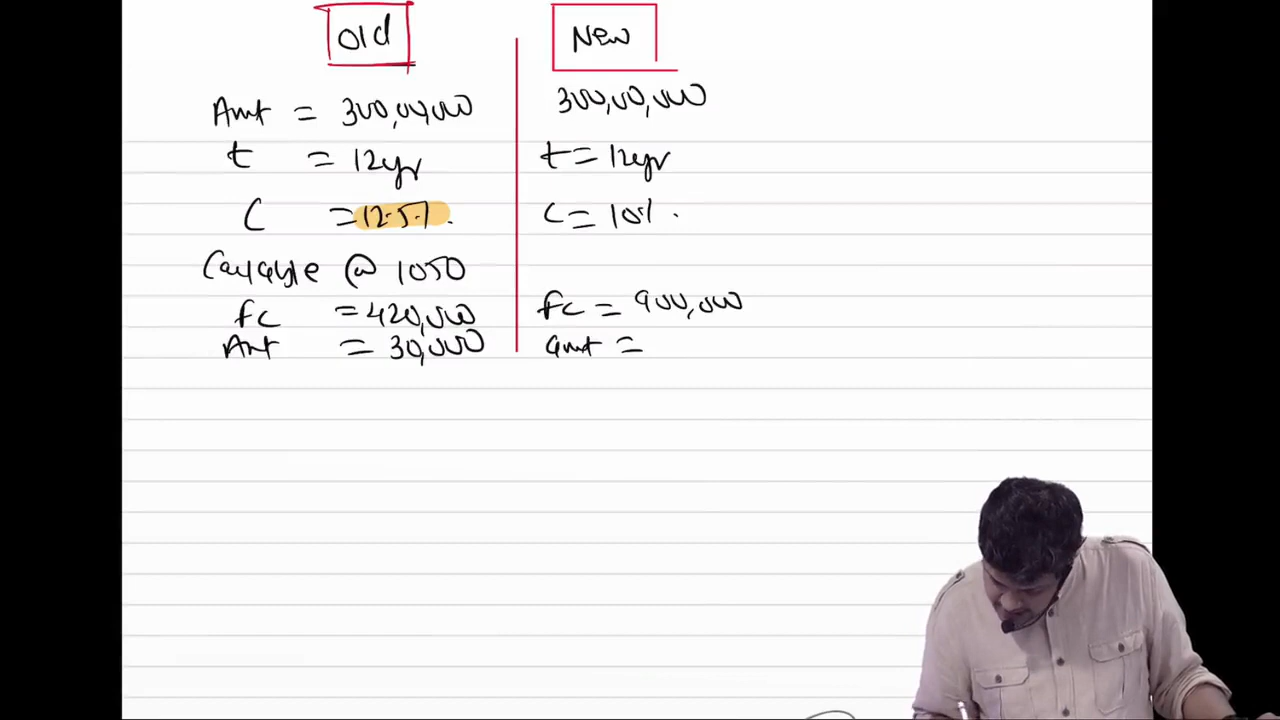 Old
Amt = 300,00,000
t = 12yr
C = 12.5%.
Callable @ 1050
fc = 420,000
Amt = 30,000
New
300,00,000
t = 12yr
C = 10%.
fc = 900,000
amt =